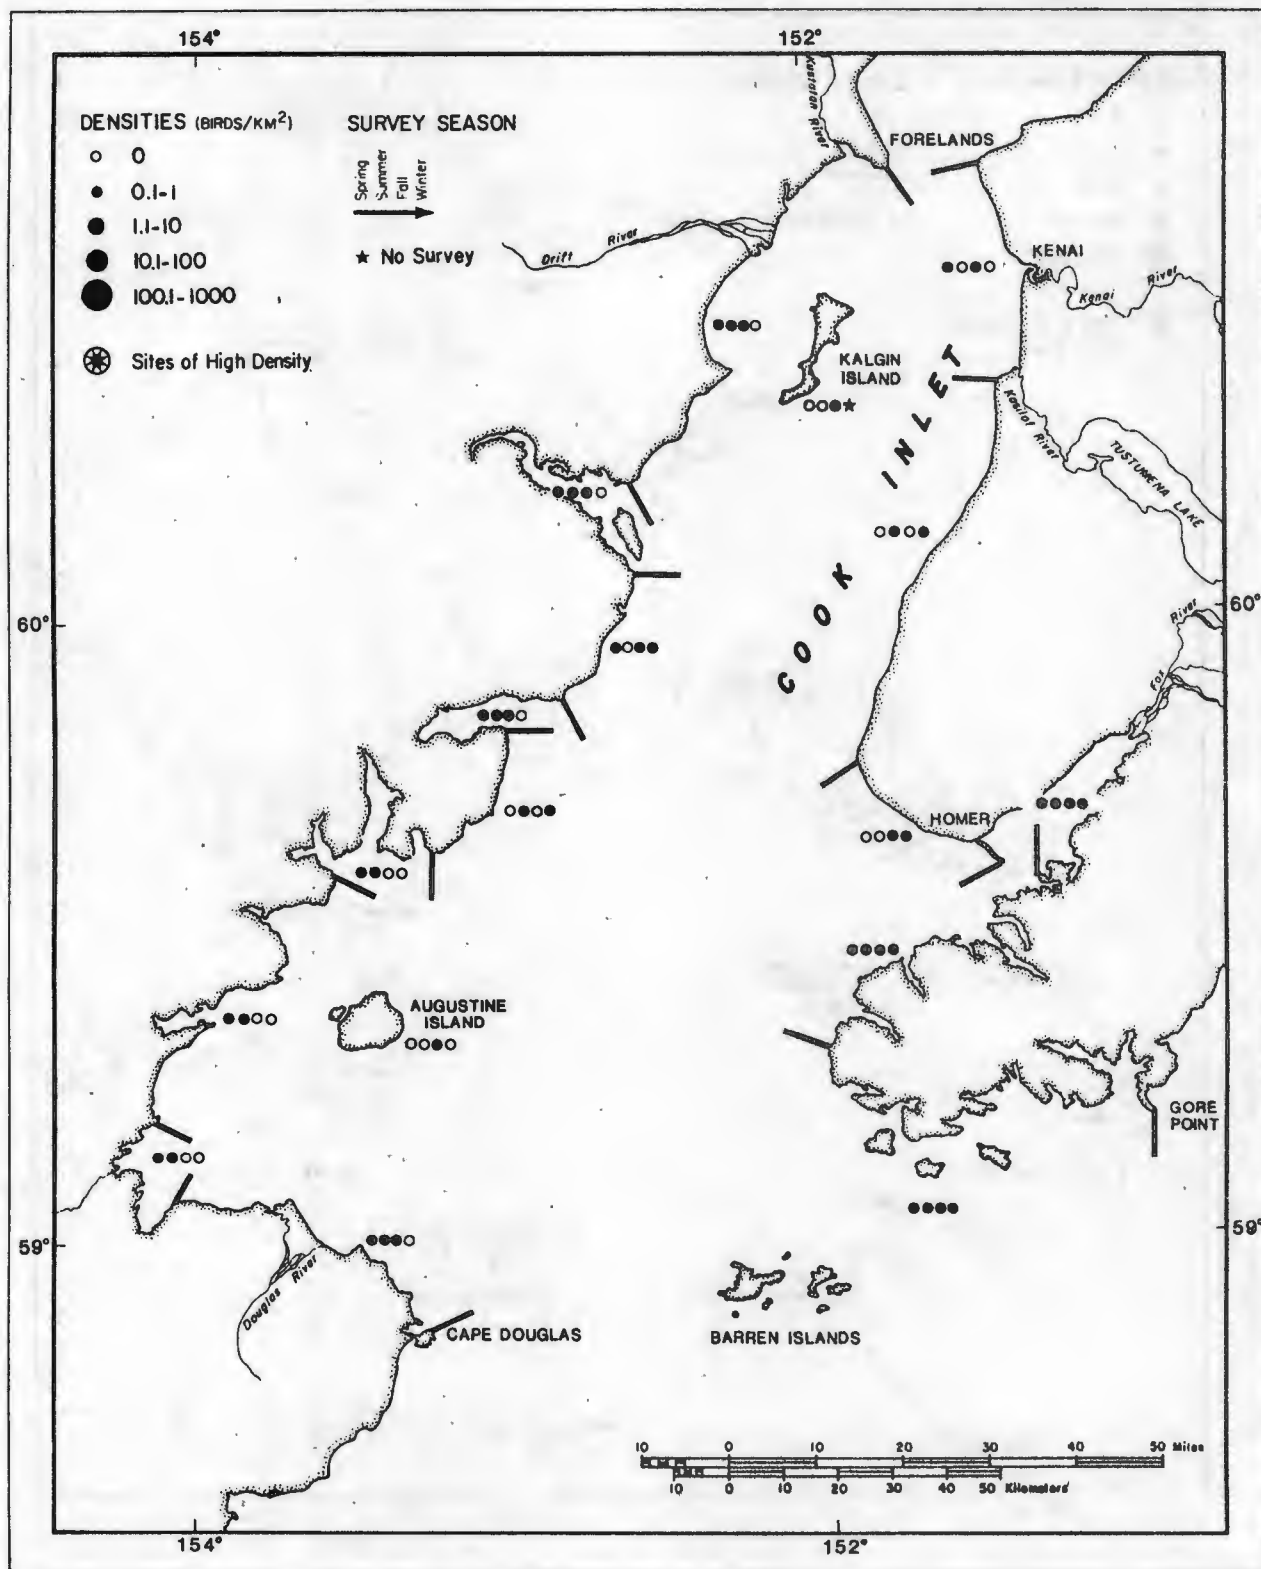 154°
152°
DENSITIES (BIRDS/KM²)
0
0.1-1
1.1-10
10.1-100
100.1-1000
Sites of High Density
SURVEY SEASON
Spring
Summer
Fall
Winter
★ No Survey
Kustatan River
FORELANDS
Drift River
KENAI
Kenai River
KALGIN
ISLAND
★
COOK INLET
Kasilof River
TUSTUMENA LAKE
60°
60°
Fox River
HOMER
AUGUSTINE
ISLAND
GORE
POINT
59°
59°
Douglas River
CAPE DOUGLAS
BARREN ISLANDS
10 0 10 20 30 40 50 Miles
10 0 10 20 30 40 50 Kilometers
154°
152°